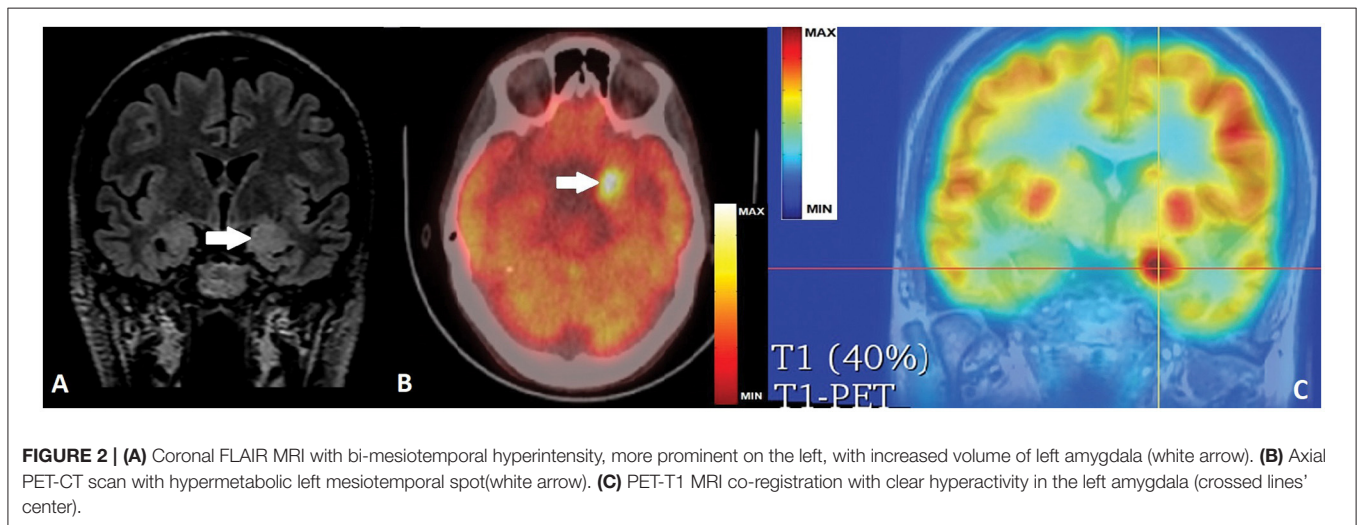 MAX
MIN
A
MAX
MIN
B
MAX
MIN
T1 (40%)
T1-PET
C
FIGURE 2 | (A) Coronal FLAIR MRI with bi-mesiotemporal hyperintensity, more prominent on the left, with increased volume of left amygdala (white arrow). (B) Axial
PET-CT scan with hypermetabolic left mesiotemporal spot(white arrow). (C) PET-T1 MRI co-registration with clear hyperactivity in the left amygdala (crossed lines'
center).